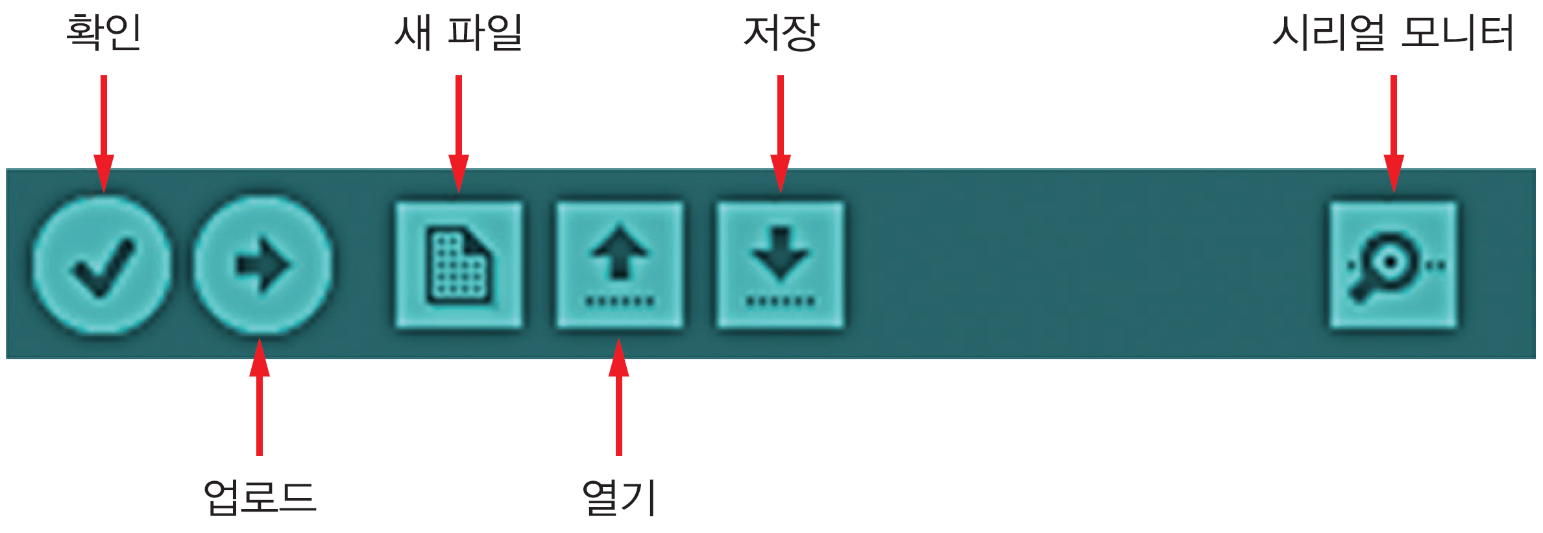 확인
새 파일
저장
시리얼 모니터
업로드
열기